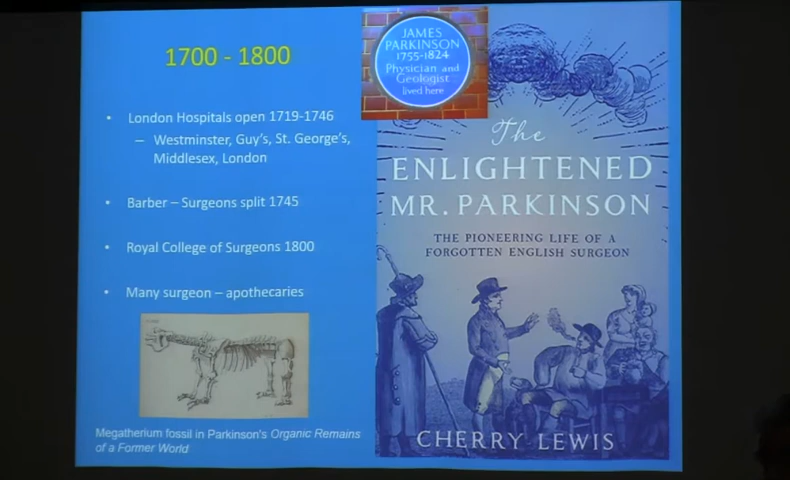 1700 - 1800
• London Hospitals open 1719-1746
– Westminster, Guy's, St. George's,
Middlesex, London
• Barber – Surgeons split 1745
• Royal College of Surgeons 1800
• Many surgeon – apothecaries
Megatherium fossil in Parkinson's Organic Remains
of a Former World
JAMES
PARKINSON
1755-1824
Physician and
Geologist
lived here
The
ENLIGHTENED
MR. PARKINSON
THE PIONEERING LIFE OF A
FORGOTTEN ENGLISH SURGEON
CHERRY LEWIS